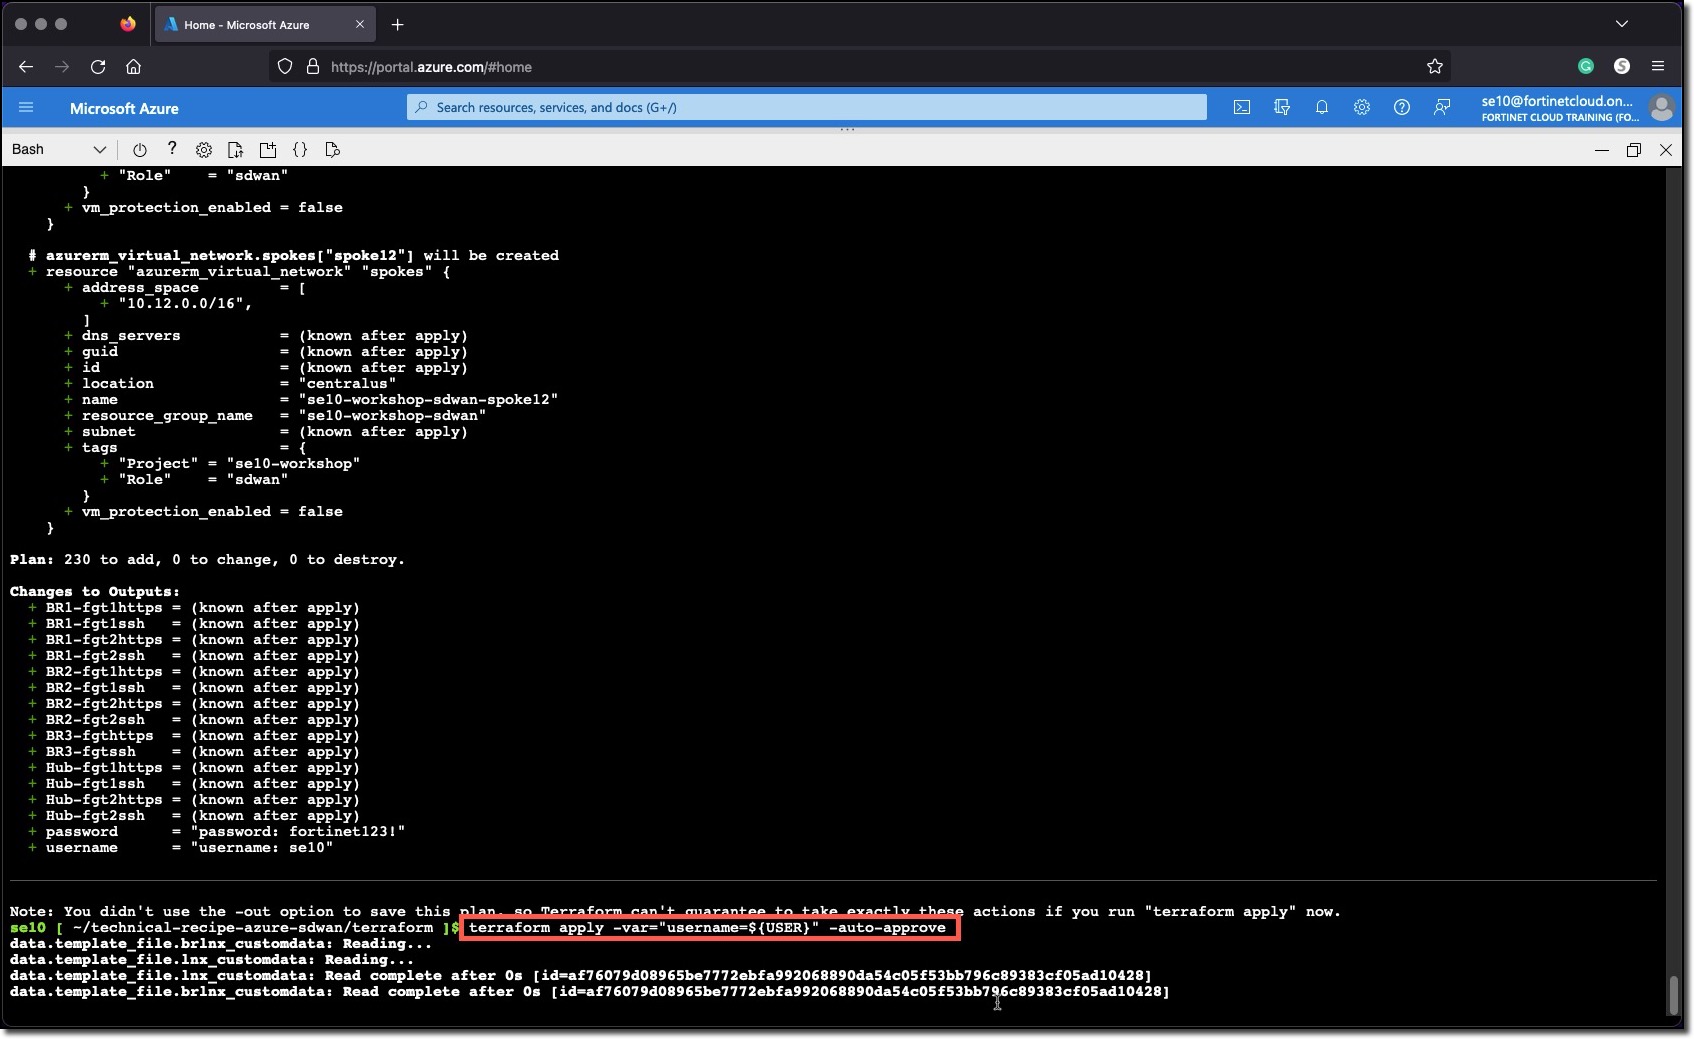 Home - Microsoft Azure
https://portal.azure.com/#home
Microsoft Azure
Search resources, services, and docs (G+/)
se10@fortinetcloud.on...
FORTINET CLOUD TRAINING (FO...
Bash
+ "Role"    = "sdwan"
}
+ vm_protection_enabled = false
}
# azurerm_virtual_network.spokes["spoke12"] will be created
+ resource "azurerm_virtual_network" "spokes" {
+ address_space         = [
+ "10.12.0.0/16",
]
+ dns_servers           = (known after apply)
+ guid                  = (known after apply)
+ id                    = (known after apply)
+ location              = "centralus"
+ name                  = "se10-workshop-sdwan-spoke12"
+ resource_group_name   = "se10-workshop-sdwan"
+ subnet                = (known after apply)
+ tags                  = {
+ "Project" = "se10-workshop"
+ "Role"    = "sdwan"
}
+ vm_protection_enabled = false
}
Plan: 230 to add, 0 to change, 0 to destroy.
Changes to Outputs:
+ BR1-fgt1https = (known after apply)
+ BR1-fgt1ssh   = (known after apply)
+ BR1-fgt2https = (known after apply)
+ BR1-fgt2ssh   = (known after apply)
+ BR2-fgt1https = (known after apply)
+ BR2-fgt1ssh   = (known after apply)
+ BR2-fgt2https = (known after apply)
+ BR2-fgt2ssh   = (known after apply)
+ BR3-fgthttps  = (known after apply)
+ BR3-fgtssh    = (known after apply)
+ Hub-fgt1https = (known after apply)
+ Hub-fgt1ssh   = (known after apply)
+ Hub-fgt2https = (known after apply)
+ Hub-fgt2ssh   = (known after apply)
+ password      = "password: fortinet123!"
+ username      = "username: se10"
Note: You didn't use the -out option to save this plan, so Terraform can't guarantee to take exactly these actions if you run "terraform apply" now.
se10 [ ~/technical-recipe-azure-sdwan/terraform ]$ terraform apply -var="username=${USER}" -auto-approve
data.template_file.brlnx_customdata: Reading...
data.template_file.lnx_customdata: Reading...
data.template_file.lnx_customdata: Read complete after 0s [id=af76079d08965be7772ebfa992068890da54c05f53bb796c89383cf05ad10428]
data.template_file.brlnx_customdata: Read complete after 0s [id=af76079d08965be7772ebfa992068890da54c05f53bb796c89383cf05ad10428]